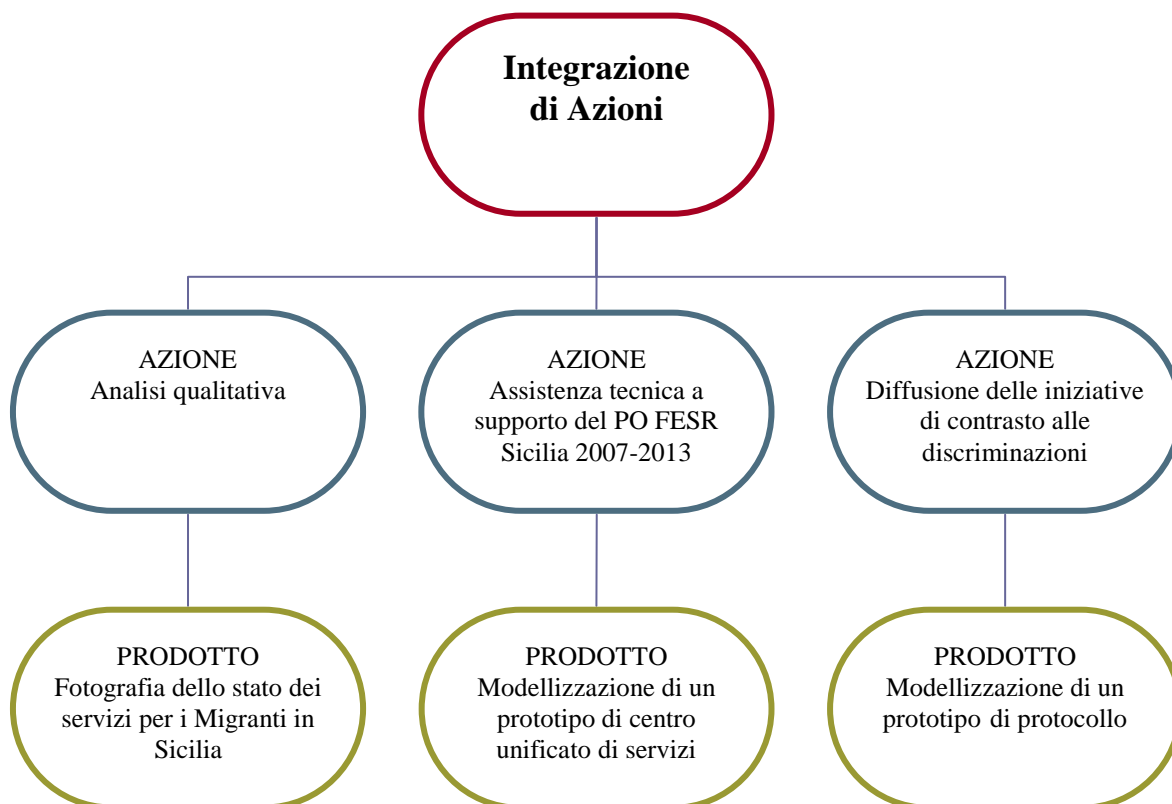 Integrazione
di Azioni
AZIONE
Analisi qualitativa
AZIONE
Assistenza tecnica a
supporto del PO FESR
Sicilia 2007-2013
AZIONE
Diffusione delle iniziative
di contrasto alle
discriminazioni
PRODOTTO
Fotografia dello stato dei
servizi per i Migranti in
Sicilia
PRODOTTO
Modellizzazione di un
prototipo di centro
unificato di servizi
PRODOTTO
Modellizzazione di un
prototipo di protocollo